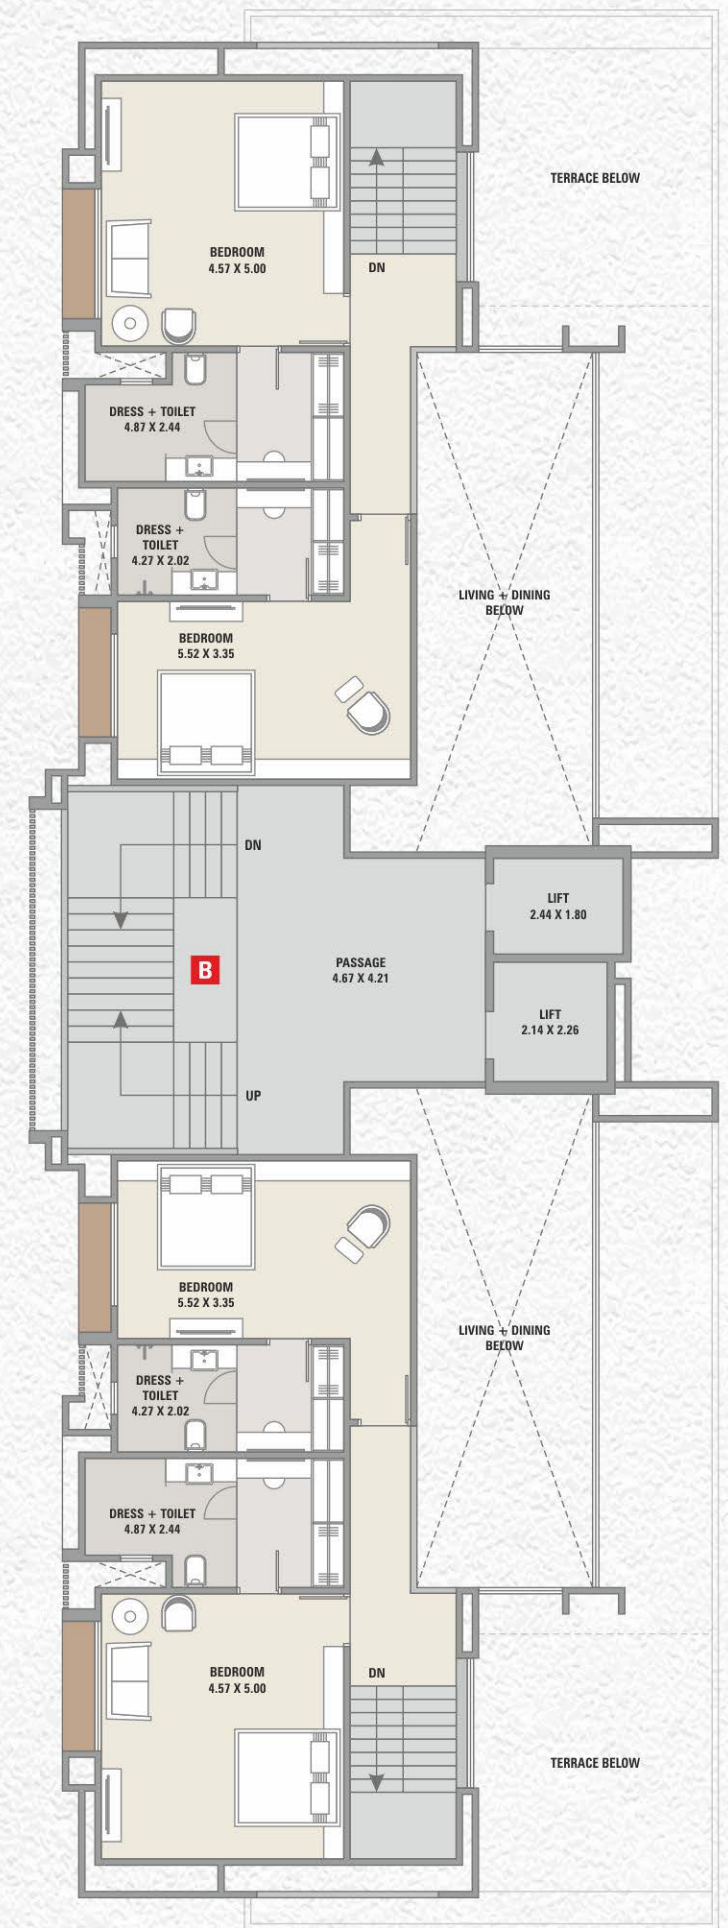 TERRACE BELOW
BEDROOM
4.57 X 5.00
DN
DRESS + TOILET
4.87 X 2.44
DRESS +
TOILET
4.27 X 2.02
LIVING + DINING
BELOW
BEDROOM
5.52 X 3.35
DN
LIFT
2.44 X 1.80
B
PASSAGE
4.67 X 4.21
LIFT
2.14 X 2.26
UP
BEDROOM
5.52 X 3.35
LIVING + DINING
BELOW
DRESS +
TOILET
4.27 X 2.02
DRESS + TOILET
4.87 X 2.44
BEDROOM
4.57 X 5.00
DN
TERRACE BELOW